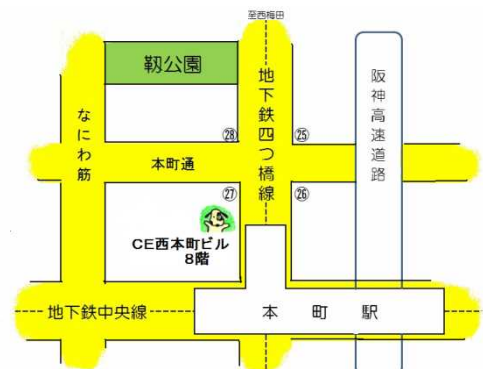 至西梅田
靱公園
地下鉄四つ橋線
阪神高速道路
なにわ筋
㉘
㉕
本町通
㉗
㉖
CE西本町ビル
8階
地下鉄中央線
本町駅